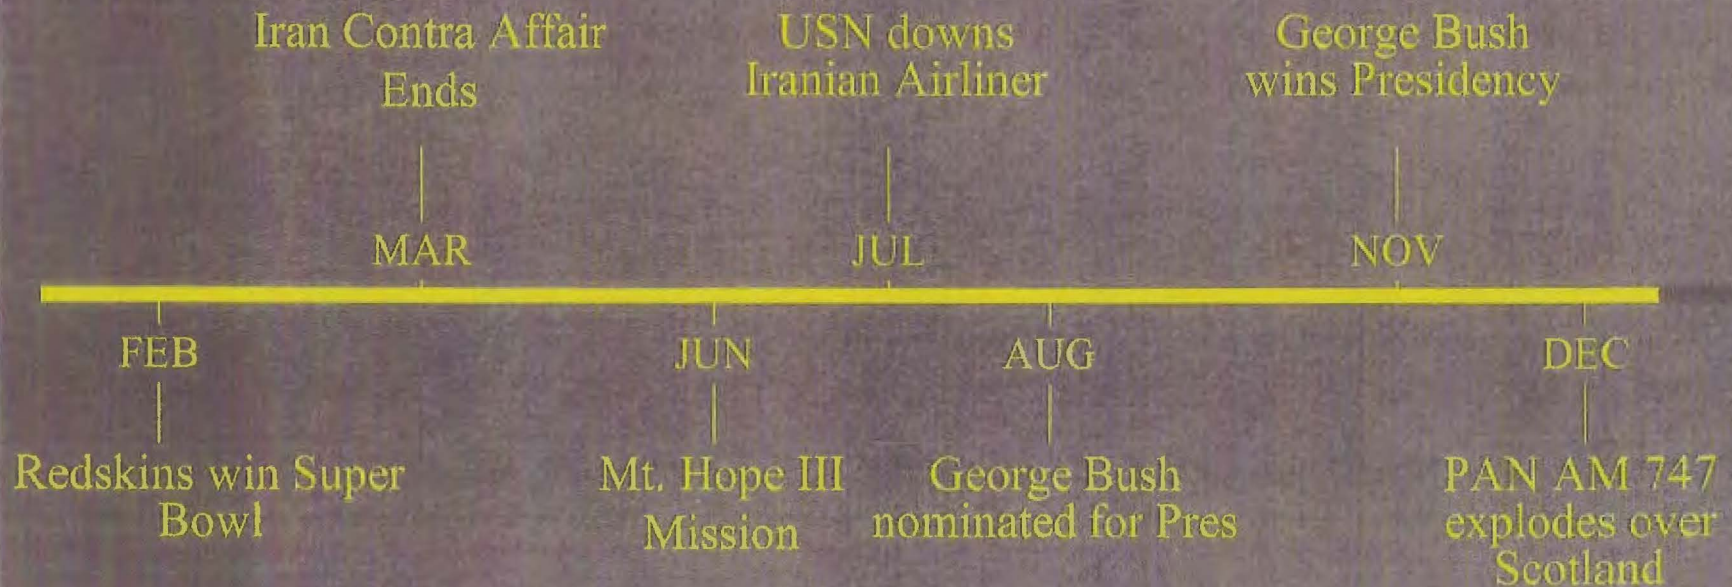 Iran Contra Affair
Ends
USN downs
Iranian Airliner
George Bush
wins Presidency
MAR
JUL
NOV
FEB
JUN
AUG
DEC
Redskins win Super
Bowl
Mt. Hope III
Mission
George Bush
nominated for Pres
PAN AM 747
explodes over
Scotland